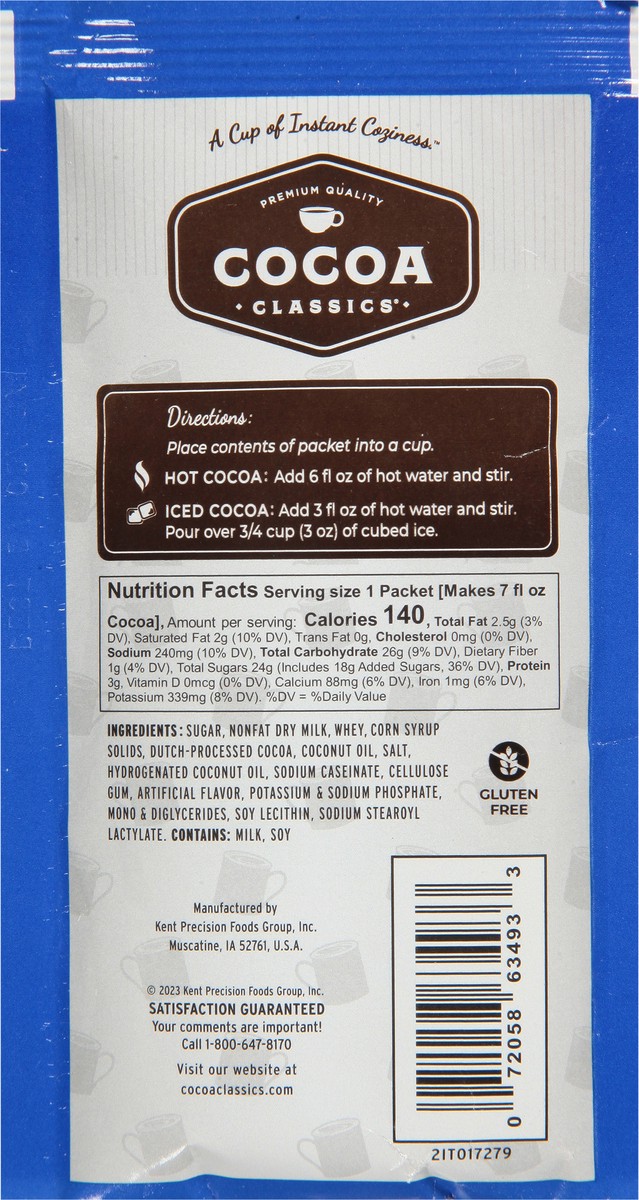 A Cup of Instant Coziness.™
PREMIUM QUALITY
COCOA
CLASSICS®
Directions:
Place contents of packet into a cup.
HOT COCOA: Add 6 fl oz of hot water and stir.
ICED COCOA: Add 3 fl oz of hot water and stir.
Pour over 3/4 cup (3 oz) of cubed ice.
Nutrition Facts Serving size 1 Packet [Makes 7 fl oz
Cocoa], Amount per serving: Calories 140, Total Fat 2.5g (3%
DV), Saturated Fat 2g (10% DV), Trans Fat 0g, Cholesterol 0mg (0% DV),
Sodium 240mg (10% DV), Total Carbohydrate 26g (9% DV), Dietary Fiber
1g (4% DV), Total Sugars 24g (Includes 18g Added Sugars, 36% DV), Protein
3g, Vitamin D 0mcg (0% DV), Calcium 88mg (6% DV), Iron 1mg (6% DV),
Potassium 339mg (8% DV). %DV = %Daily Value
INGREDIENTS: SUGAR, NONFAT DRY MILK, WHEY, CORN SYRUP
SOLIDS, DUTCH-PROCESSED COCOA, COCONUT OIL, SALT,
HYDROGENATED COCONUT OIL, SODIUM CASEINATE, CELLULOSE
GUM, ARTIFICIAL FLAVOR, POTASSIUM & SODIUM PHOSPHATE,
MONO & DIGLYCERIDES, SOY LECITHIN, SODIUM STEAROYL
LACTYLATE. CONTAINS: MILK, SOY
GLUTEN
FREE
Manufactured by
Kent Precision Foods Group, Inc.
Muscatine, IA 52761, U.S.A.
© 2023 Kent Precision Foods Group, Inc.
SATISFACTION GUARANTEED
Your comments are important!
Call 1-800-647-8170
Visit our website at
cocoaclassics.com
0 72058 63493 3
21T017279